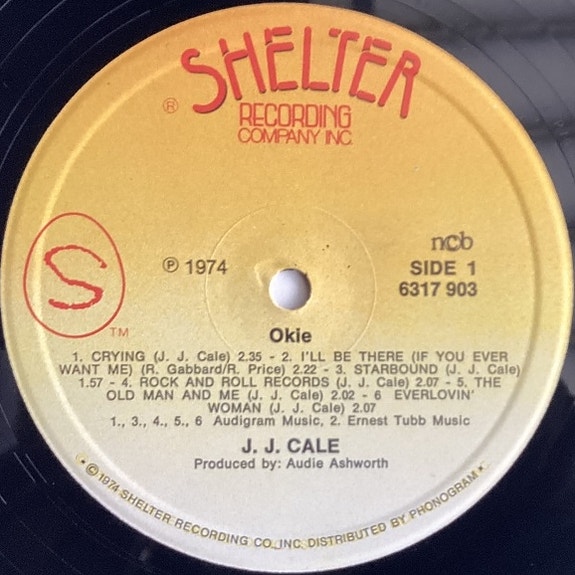 SHELTER
® RECORDING
COMPANY INC.
S
TM
℗ 1974
ncb
SIDE 1
6317 903
Okie
1. CRYING (J. J. Cale) 2.35 - 2. I'LL BE THERE (IF YOU EVER
WANT ME) (R. Gabbard/R. Price) 2.22 - 3. STARBOUND (J. J. Cale)
1.57 - 4. ROCK AND ROLL RECORDS (J. J. Cale) 2.07 - 5, THE
OLD MAN AND ME (J. J. Cale) 2.02 - 6 EVERLOVIN'
WOMAN (J. J. Cale) 2.07
1., 3., 4., 5., 6 Audigram Music, 2. Ernest Tubb Music
J. J. CALE
Produced by: Audie Ashworth
• © 1974 SHELTER RECORDING CO. INC. DISTRIBUTED BY PHONOGRAM •